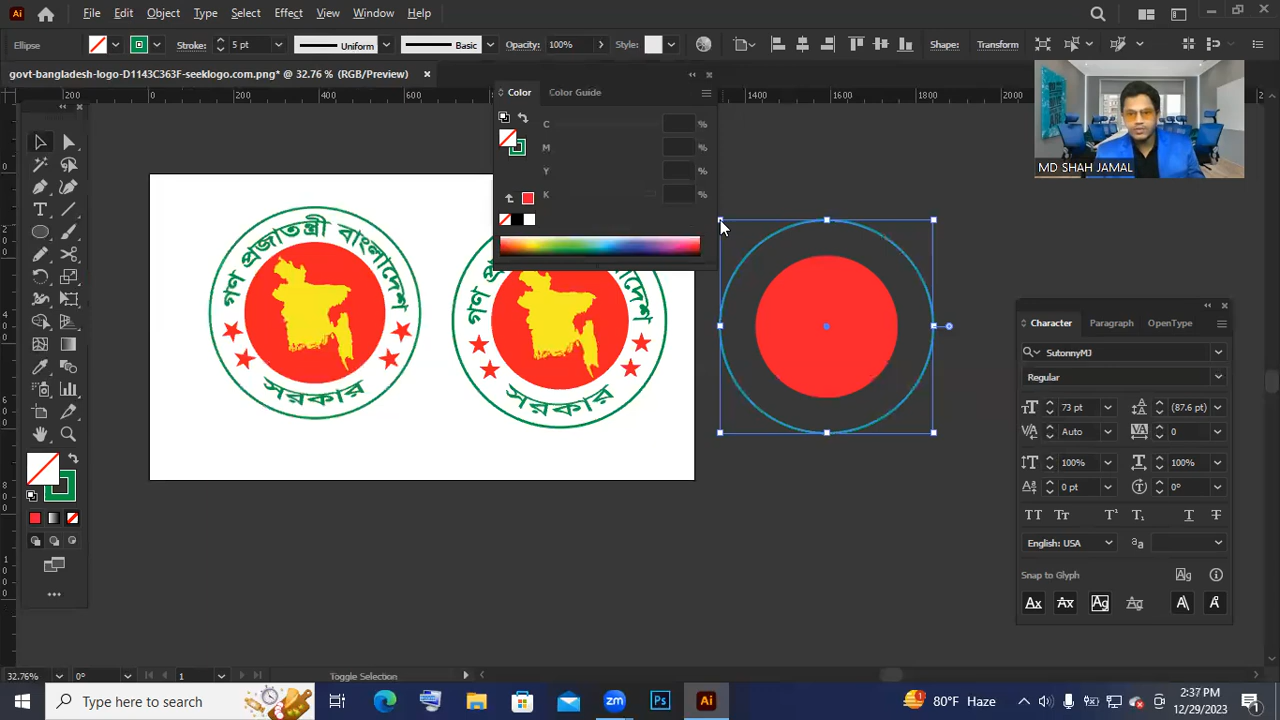 File Edit Object Type Select Effect View Window Help
Ellipse Stroke: 5 pt Uniform Basic Opacity: 100% Style: Shape: Transform
govt-bangladesh-logo-D1143C363F-seeklogo.com.png* @ 32.76 % (RGB/Preview)
200 0 200 400 600 1400 1600 1800 2000
Color Color Guide
C %
M %
Y %
K %
MD SHAH JAMAL
গণ প্রজাতন্ত্রী বাংলাদেশ
সরকার
সরকার
Character Paragraph OpenType
SutonnyMJ
Regular
73 pt (87.6 pt)
Auto 0
100% 100%
0 pt 0°
English: USA
Snap to Glyph
32.76% 0° 1 Toggle Selection
Type here to search
80°F Haze
2:37 PM
12/29/2023